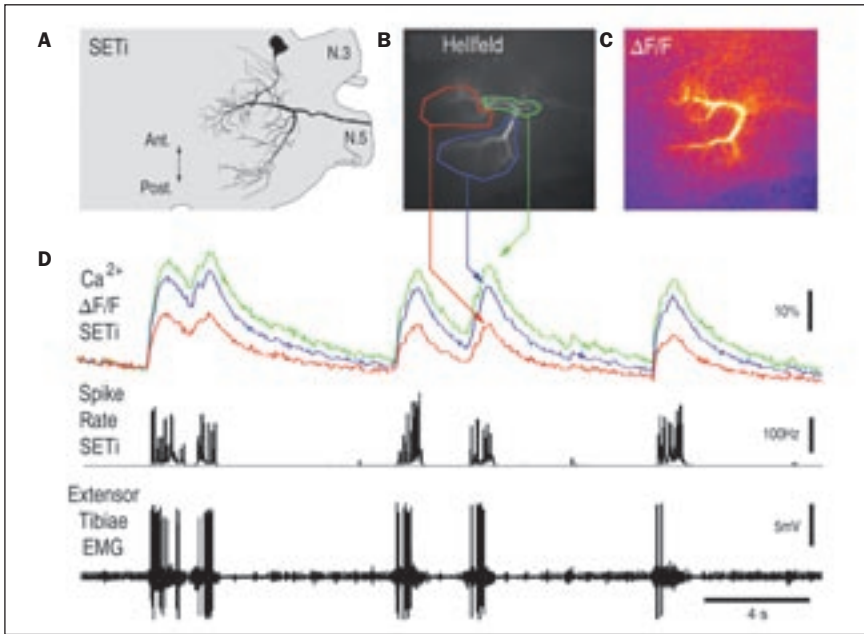 A
SETi
N.3
N.5
Ant.
Post.
B
Hellfeld
C
ΔF/F
D
Ca2+
ΔF/F
SETi
10%
Spike
Rate
SETi
100Hz
Extensor
Tibiae
EMG
5mV
4 s